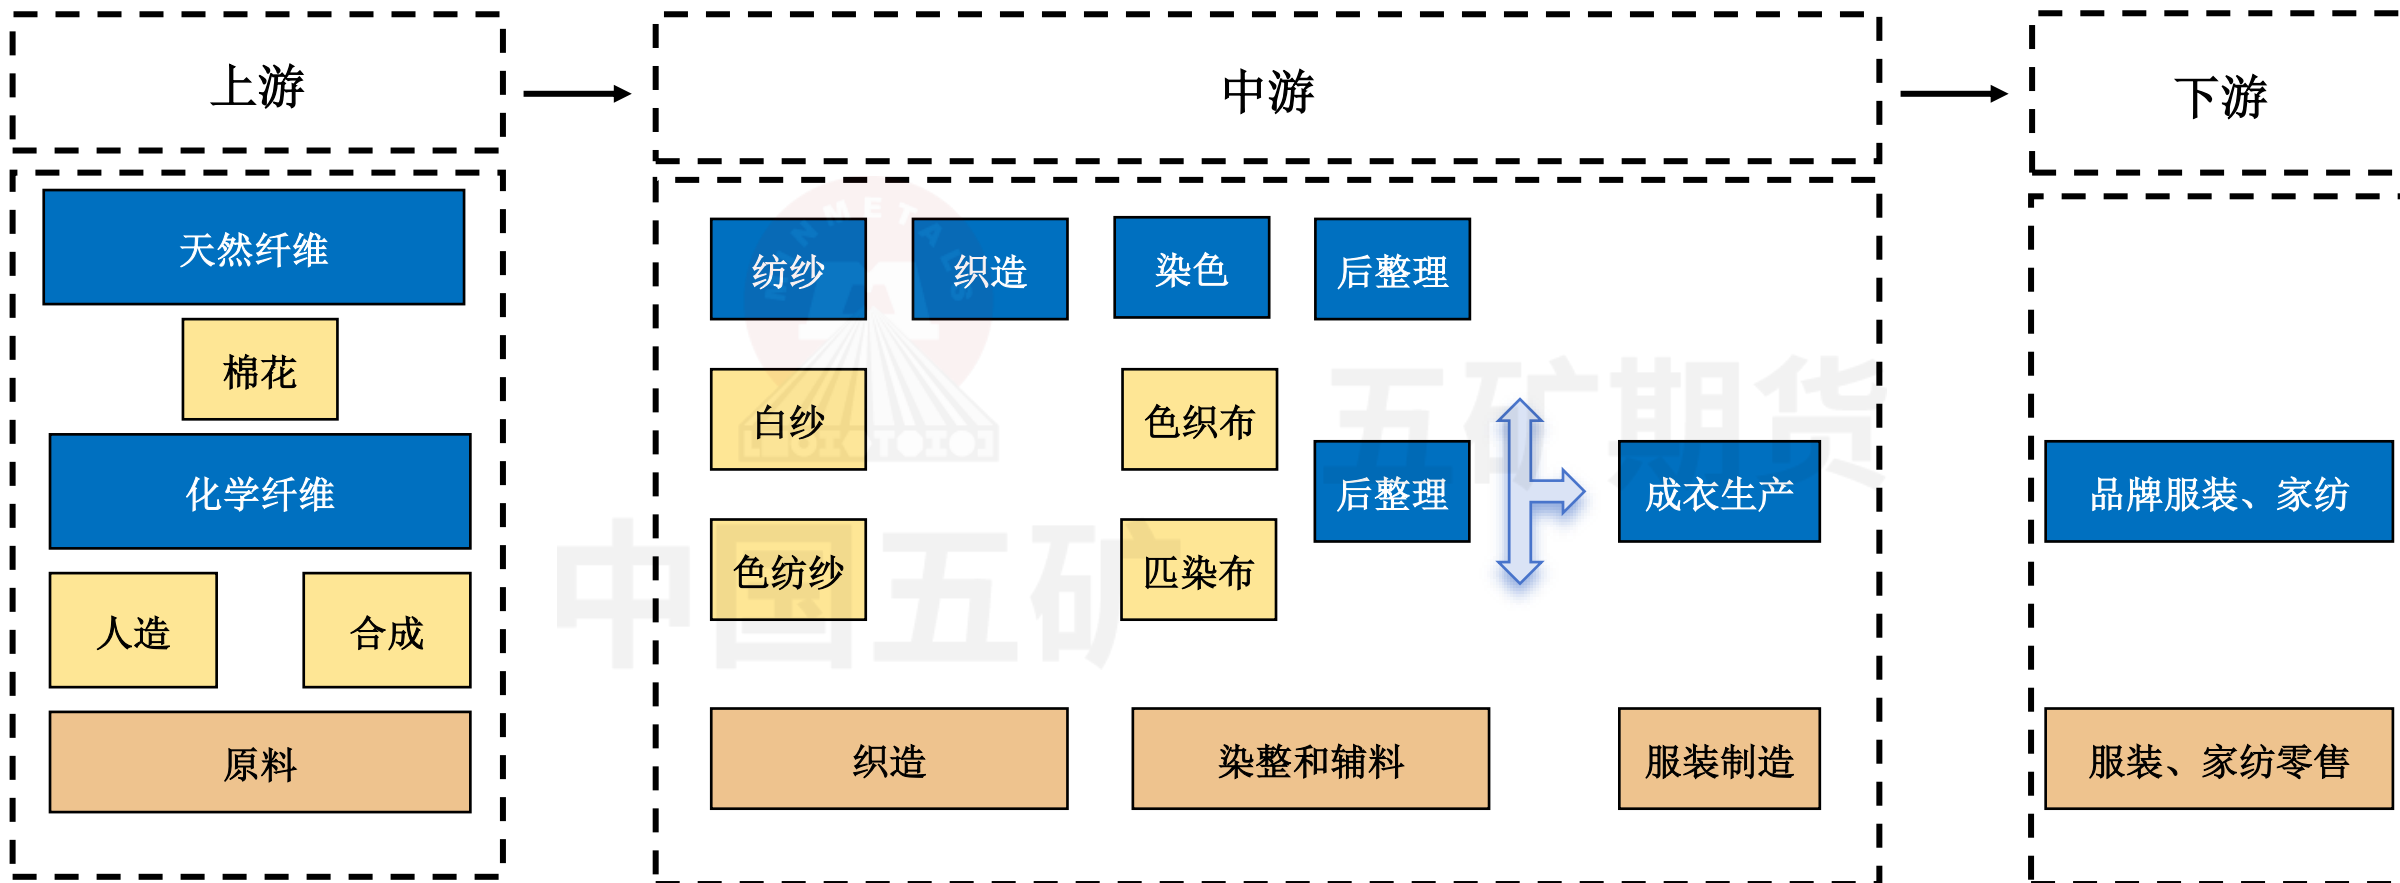 上游
中游
下游
天然纤维
棉花
化学纤维
人造
合成
原料
纺纱
织造
染色
后整理
白纱
色织布
色纺纱
匹染布
后整理
成衣生产
织造
染整和辅料
服装制造
品牌服装、家纺
服装、家纺零售
MINMETALS
中国五矿
五矿期货